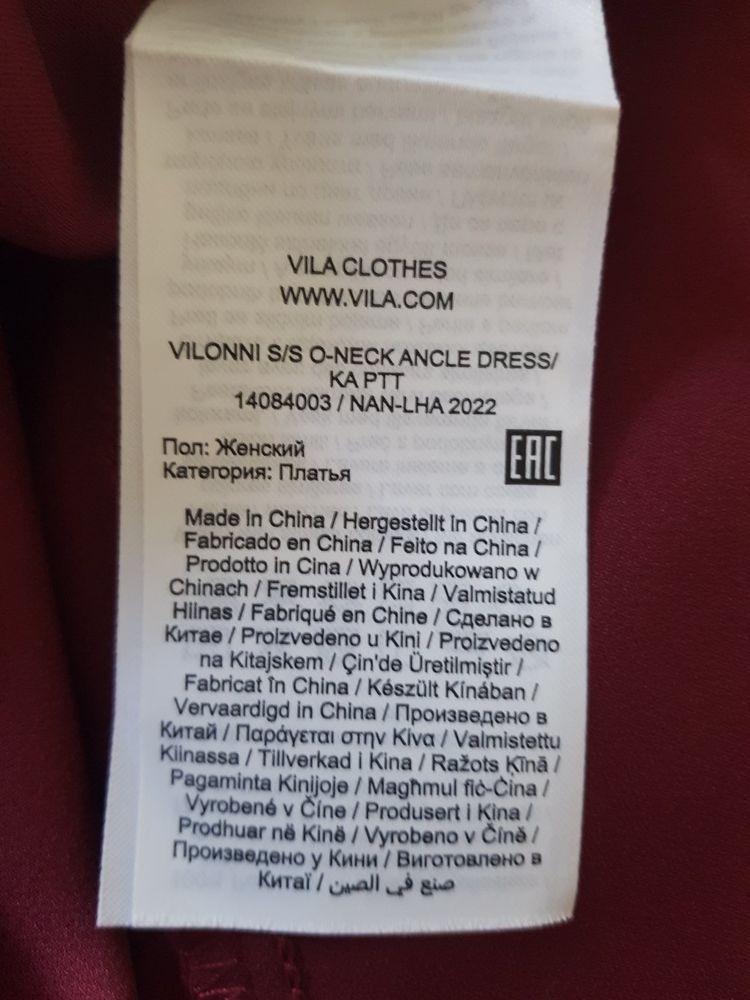 VILA CLOTHES
WWW.VILA.COM
VILONNI S/S O-NECK ANCLE DRESS/
KA PTT
14084003 / NAN-LHA 2022
Пол: Женский
Категория: Платья
EAC
Made in China / Hergestellt in China /
Fabricado en China / Feito na China /
Prodotto in Cina / Wyprodukowano w
Chinach / Fremstillet i Kina / Valmistatud
Hiinas / Fabriqué en Chine / Сделано в
Китае / Proizvedeno u Kini / Proizvedeno
na Kitajskem / Çin'de Üretilmiştir /
Fabricat în China / Készült Kínában /
Vervaardigd in China / Произведено в
Китай / Παράγεται στην Κίνα / Valmistettu
Kiinassa / Tillverkad i Kina / Ražots Ķīnā /
Pagaminta Kinijoje / Magħmul fiċ-Ċina /
Vyrobené v Číne / Produsert i Kina /
Prodhuar në Kinë / Vyrobeno v Číně /
Произведено у Кини / Виготовлено в
Китаї / صنع في الصين